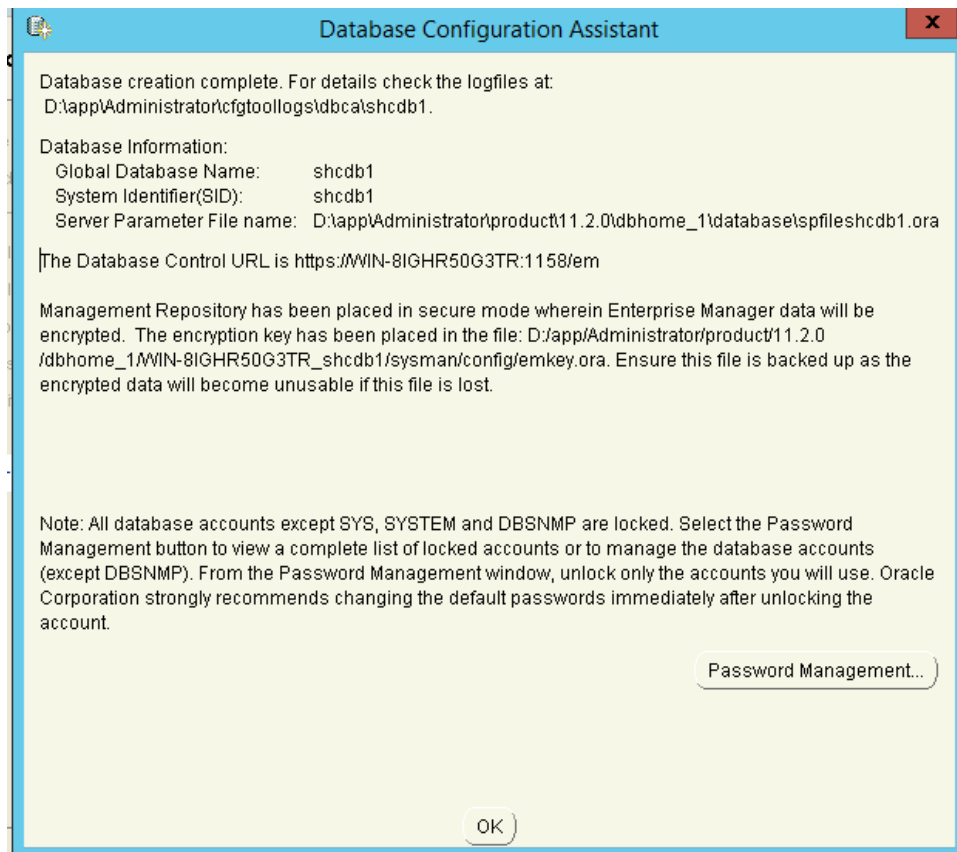 Database Configuration Assistant
x
Database creation complete. For details check the logfiles at:
D:\app\Administrator\cfgtoollogs\dbca\shcdb1.
Database Information:
Global Database Name: shcdb1
System Identifier(SID): shcdb1
Server Parameter File name: D:\app\Administrator\product\11.2.0\dbhome_1\database\spfileshcdb1.ora
The Database Control URL is https://WIN-8IGHR50G3TR:1158/em
Management Repository has been placed in secure mode wherein Enterprise Manager data will be
encrypted. The encryption key has been placed in the file: D:/app/Administrator/product/11.2.0
/dbhome_1/WIN-8IGHR50G3TR_shcdb1/sysman/config/emkey.ora. Ensure this file is backed up as the
encrypted data will become unusable if this file is lost.
Note: All database accounts except SYS, SYSTEM and DBSNMP are locked. Select the Password
Management button to view a complete list of locked accounts or to manage the database accounts
(except DBSNMP). From the Password Management window, unlock only the accounts you will use. Oracle
Corporation strongly recommends changing the default passwords immediately after unlocking the
account.
Password Management...
OK